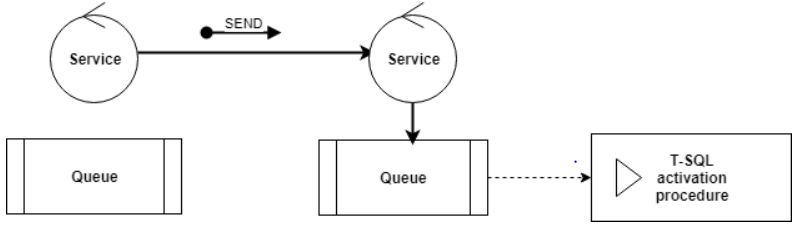 SEND
Service
Service
Queue
Queue
T-SQL
activation
procedure